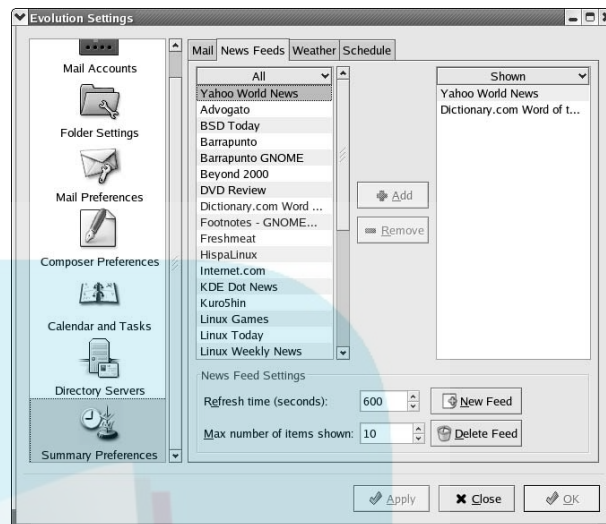 Evolution Settings
Mail Accounts
Folder Settings
Mail Preferences
Composer Preferences
Calendar and Tasks
Directory Servers
Summary Preferences
Mail News Feeds Weather Schedule
All
Yahoo World News
Advogato
BSD Today
Barrapunto
Barrapunto GNOME
Beyond 2000
DVD Review
Dictionary.com Word ...
Footnotes - GNOME...
Freshmeat
HispaLinux
Internet.com
KDE Dot News
Kuro5hin
Linux Games
Linux Today
Linux Weekly News
Add
Remove
Shown
Yahoo World News
Dictionary.com Word of t...
News Feed Settings
Refresh time (seconds): 600 New Feed
Max number of items shown: 10 Delete Feed
Apply Close OK